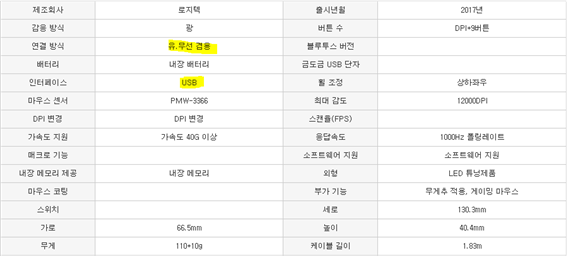 제조회사 로지텍 출시년월 2017년
감응 방식 광 버튼 수 DPI+9버튼
연결 방식 유,무선 겸용 블루투스 버전
배터리 내장 배터리 금도금 USB 단자
인터페이스 USB 휠 조정 상하좌우
마우스 센서 PMW-3366 최대 감도 12000DPI
DPI 변경 DPI 변경 스캔율(FPS)
가속도 지원 가속도 40G 이상 응답속도 1000Hz 폴링레이트
매크로 기능 소프트웨어 지원 소프트웨어 지원
내장 메모리 제공 내장 메모리 외형 LED 튜닝제품
마우스 코팅 부가 기능 무게추 적용, 게이밍 마우스
스위치 세로 130.3mm
가로 66.5mm 높이 40.4mm
무게 110+10g 케이블 길이 1.83m